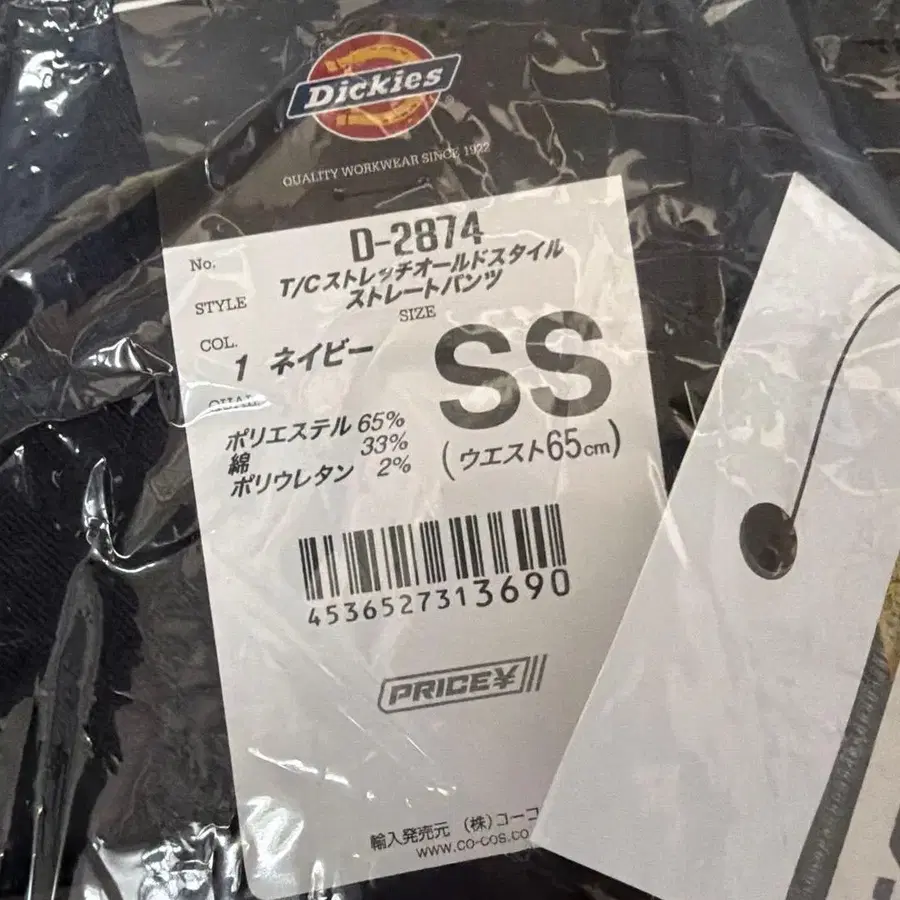 Dickies
QUALITY WORKWEAR SINCE 1922
No.
D-2874
STYLE
T/Cストレッチオールドスタイル
ストレートパンツ
SIZE
COL.
1 ネイビー
SS
QUAL
ポリエステル 65%
綿 33%
ポリウレタン 2%
(ウエスト65cm)
4536527313690
PRICE¥
輸入発売元 (株)コーコ
www.co-cos.co